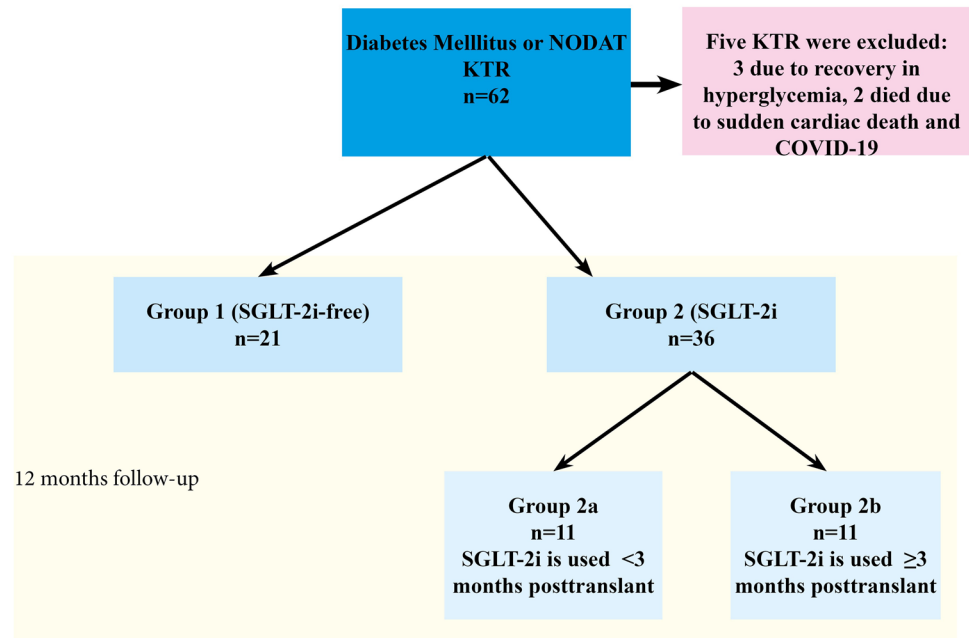 Diabetes Melllitus or NODAT
KTR
n=62
Five KTR were excluded:
3 due to recovery in
hyperglycemia, 2 died due
to sudden cardiac death and
COVID-19
Group 1 (SGLT-2i-free)
n=21
Group 2 (SGLT-2i
n=36
12 months follow-up
Group 2a
n=11
SGLT-2i is used <3
months posttranslant
Group 2b
n=11
SGLT-2i is used ≥3
months posttranslant